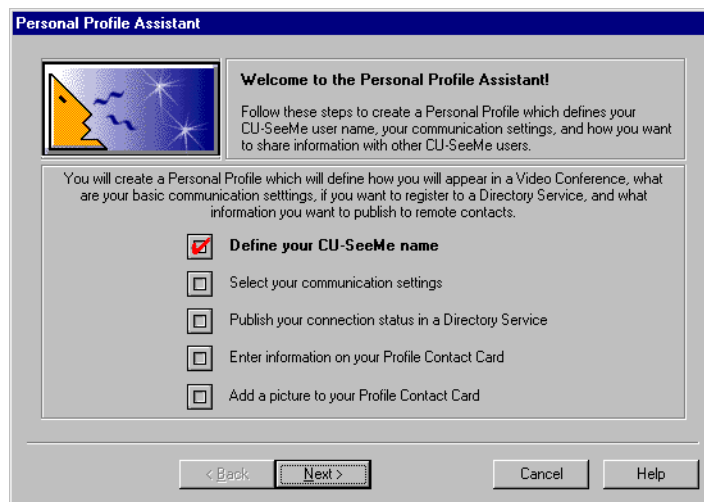 Personal Profile Assistant
Welcome to the Personal Profile Assistant!
Follow these steps to create a Personal Profile which defines your
CU-SeeMe user name, your communication settings, and how you want
to share information with other CU-SeeMe users.
You will create a Personal Profile which will define how you will appear in a Video Conference, what
are your basic communication setttings, if you want to register to a Directory Service, and what
information you want to publish to remote contacts.
Define your CU-SeeMe name
Select your communication settings
Publish your connection status in a Directory Service
Enter information on your Profile Contact Card
Add a picture to your Profile Contact Card
< Back
Next >
Cancel
Help